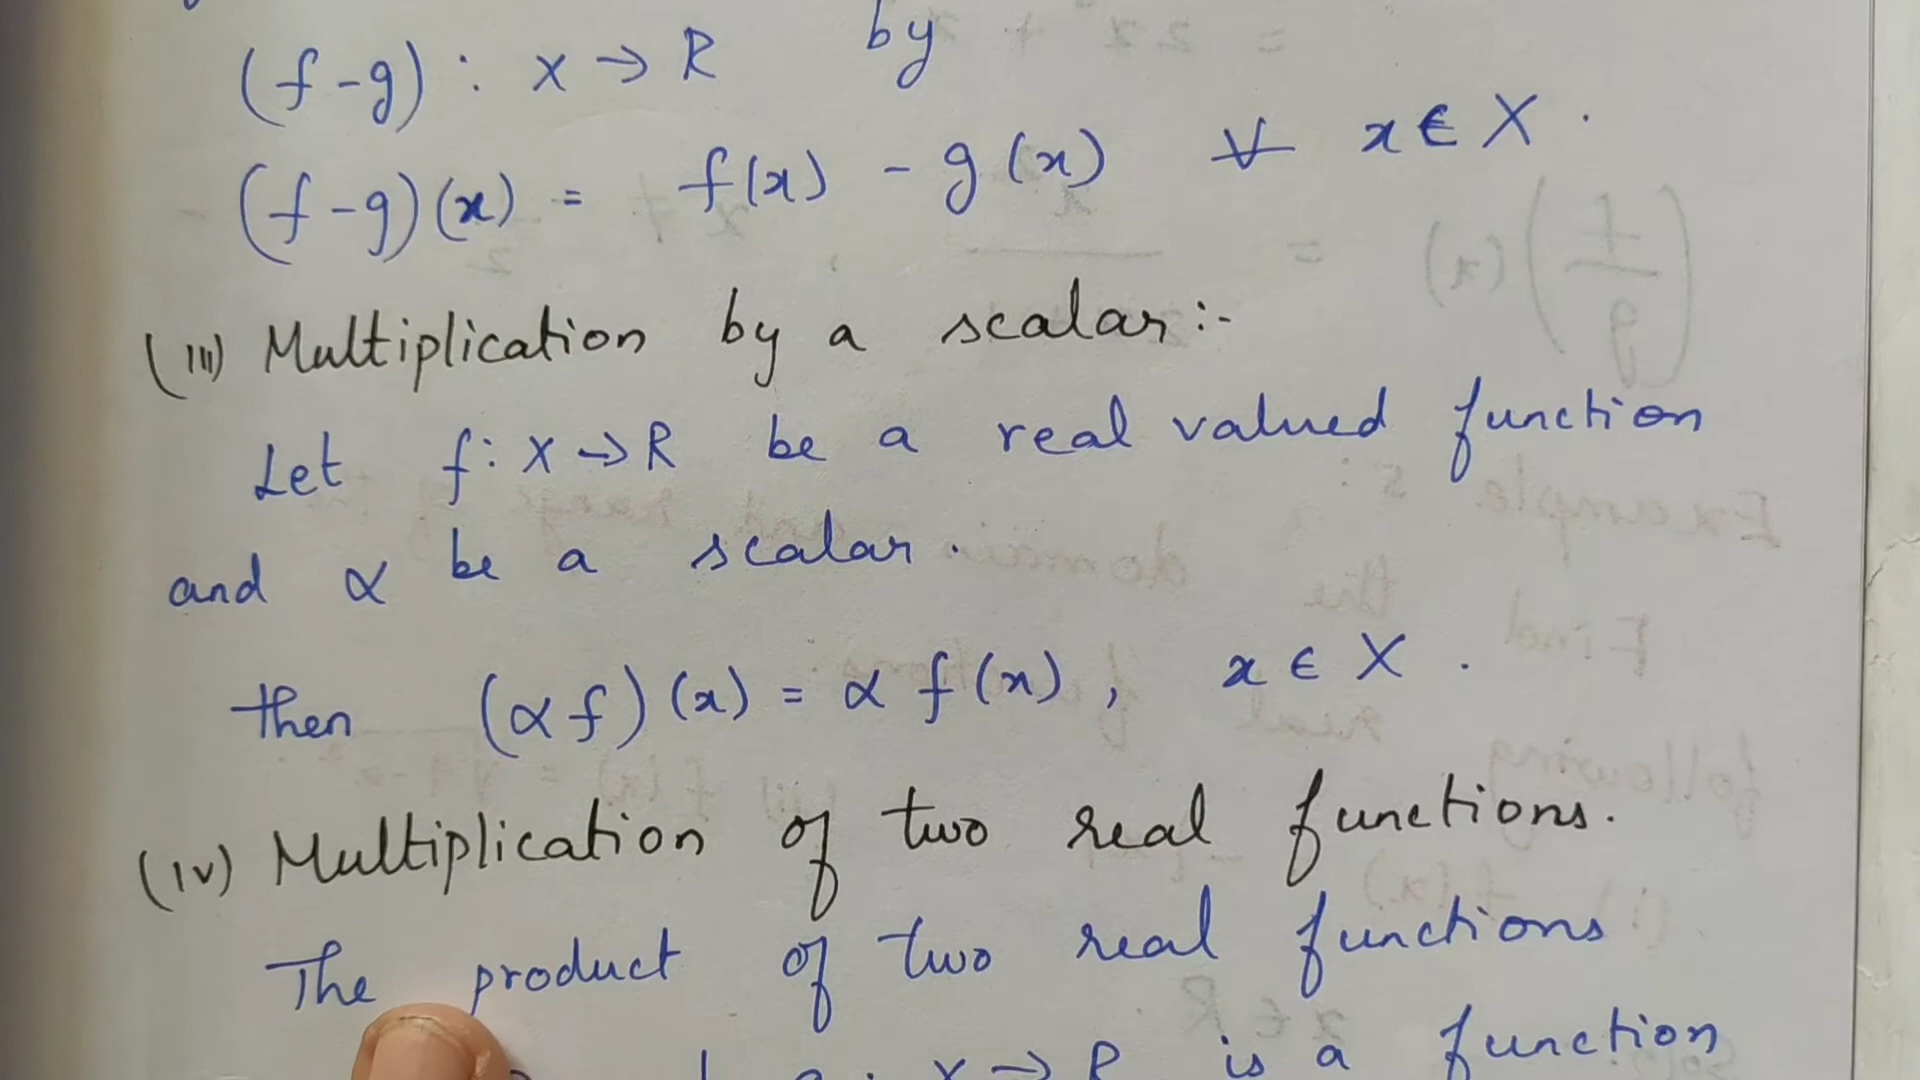 (f-g) : X → R by
(f-g)(x) = f(x) - g(x) ∀ x ∈ X.
(iii) Multiplication by a scalar :-
Let f: X → R be a real valued function
and α be a scalar.
then (αf)(x) = α f(x), x ∈ X.
(iv) Multiplication of two real functions.
The product of two real functions
g : X → R is a function